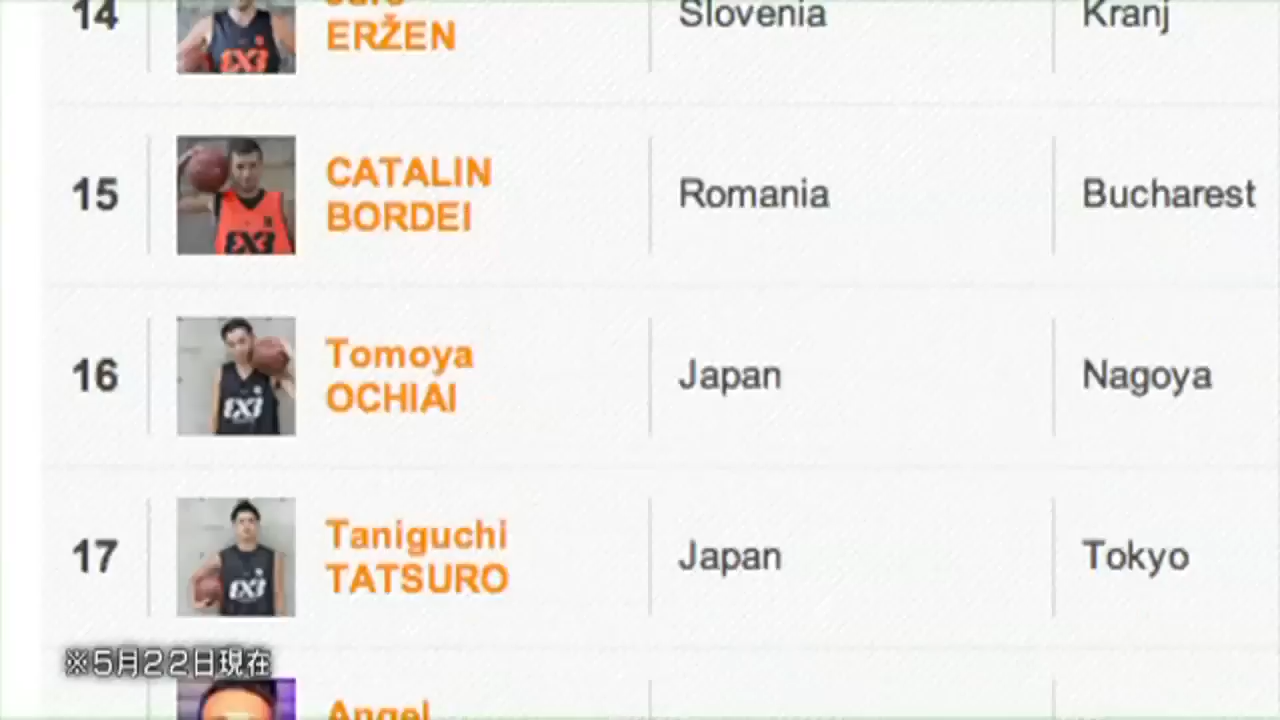 14
ERŽEN
Slovenia
Kranj
15
CATALIN
BORDEI
Romania
Bucharest
16
Tomoya
OCHIAI
Japan
Nagoya
17
Taniguchi
TATSURO
Japan
Tokyo
※5月22日現在
Angel